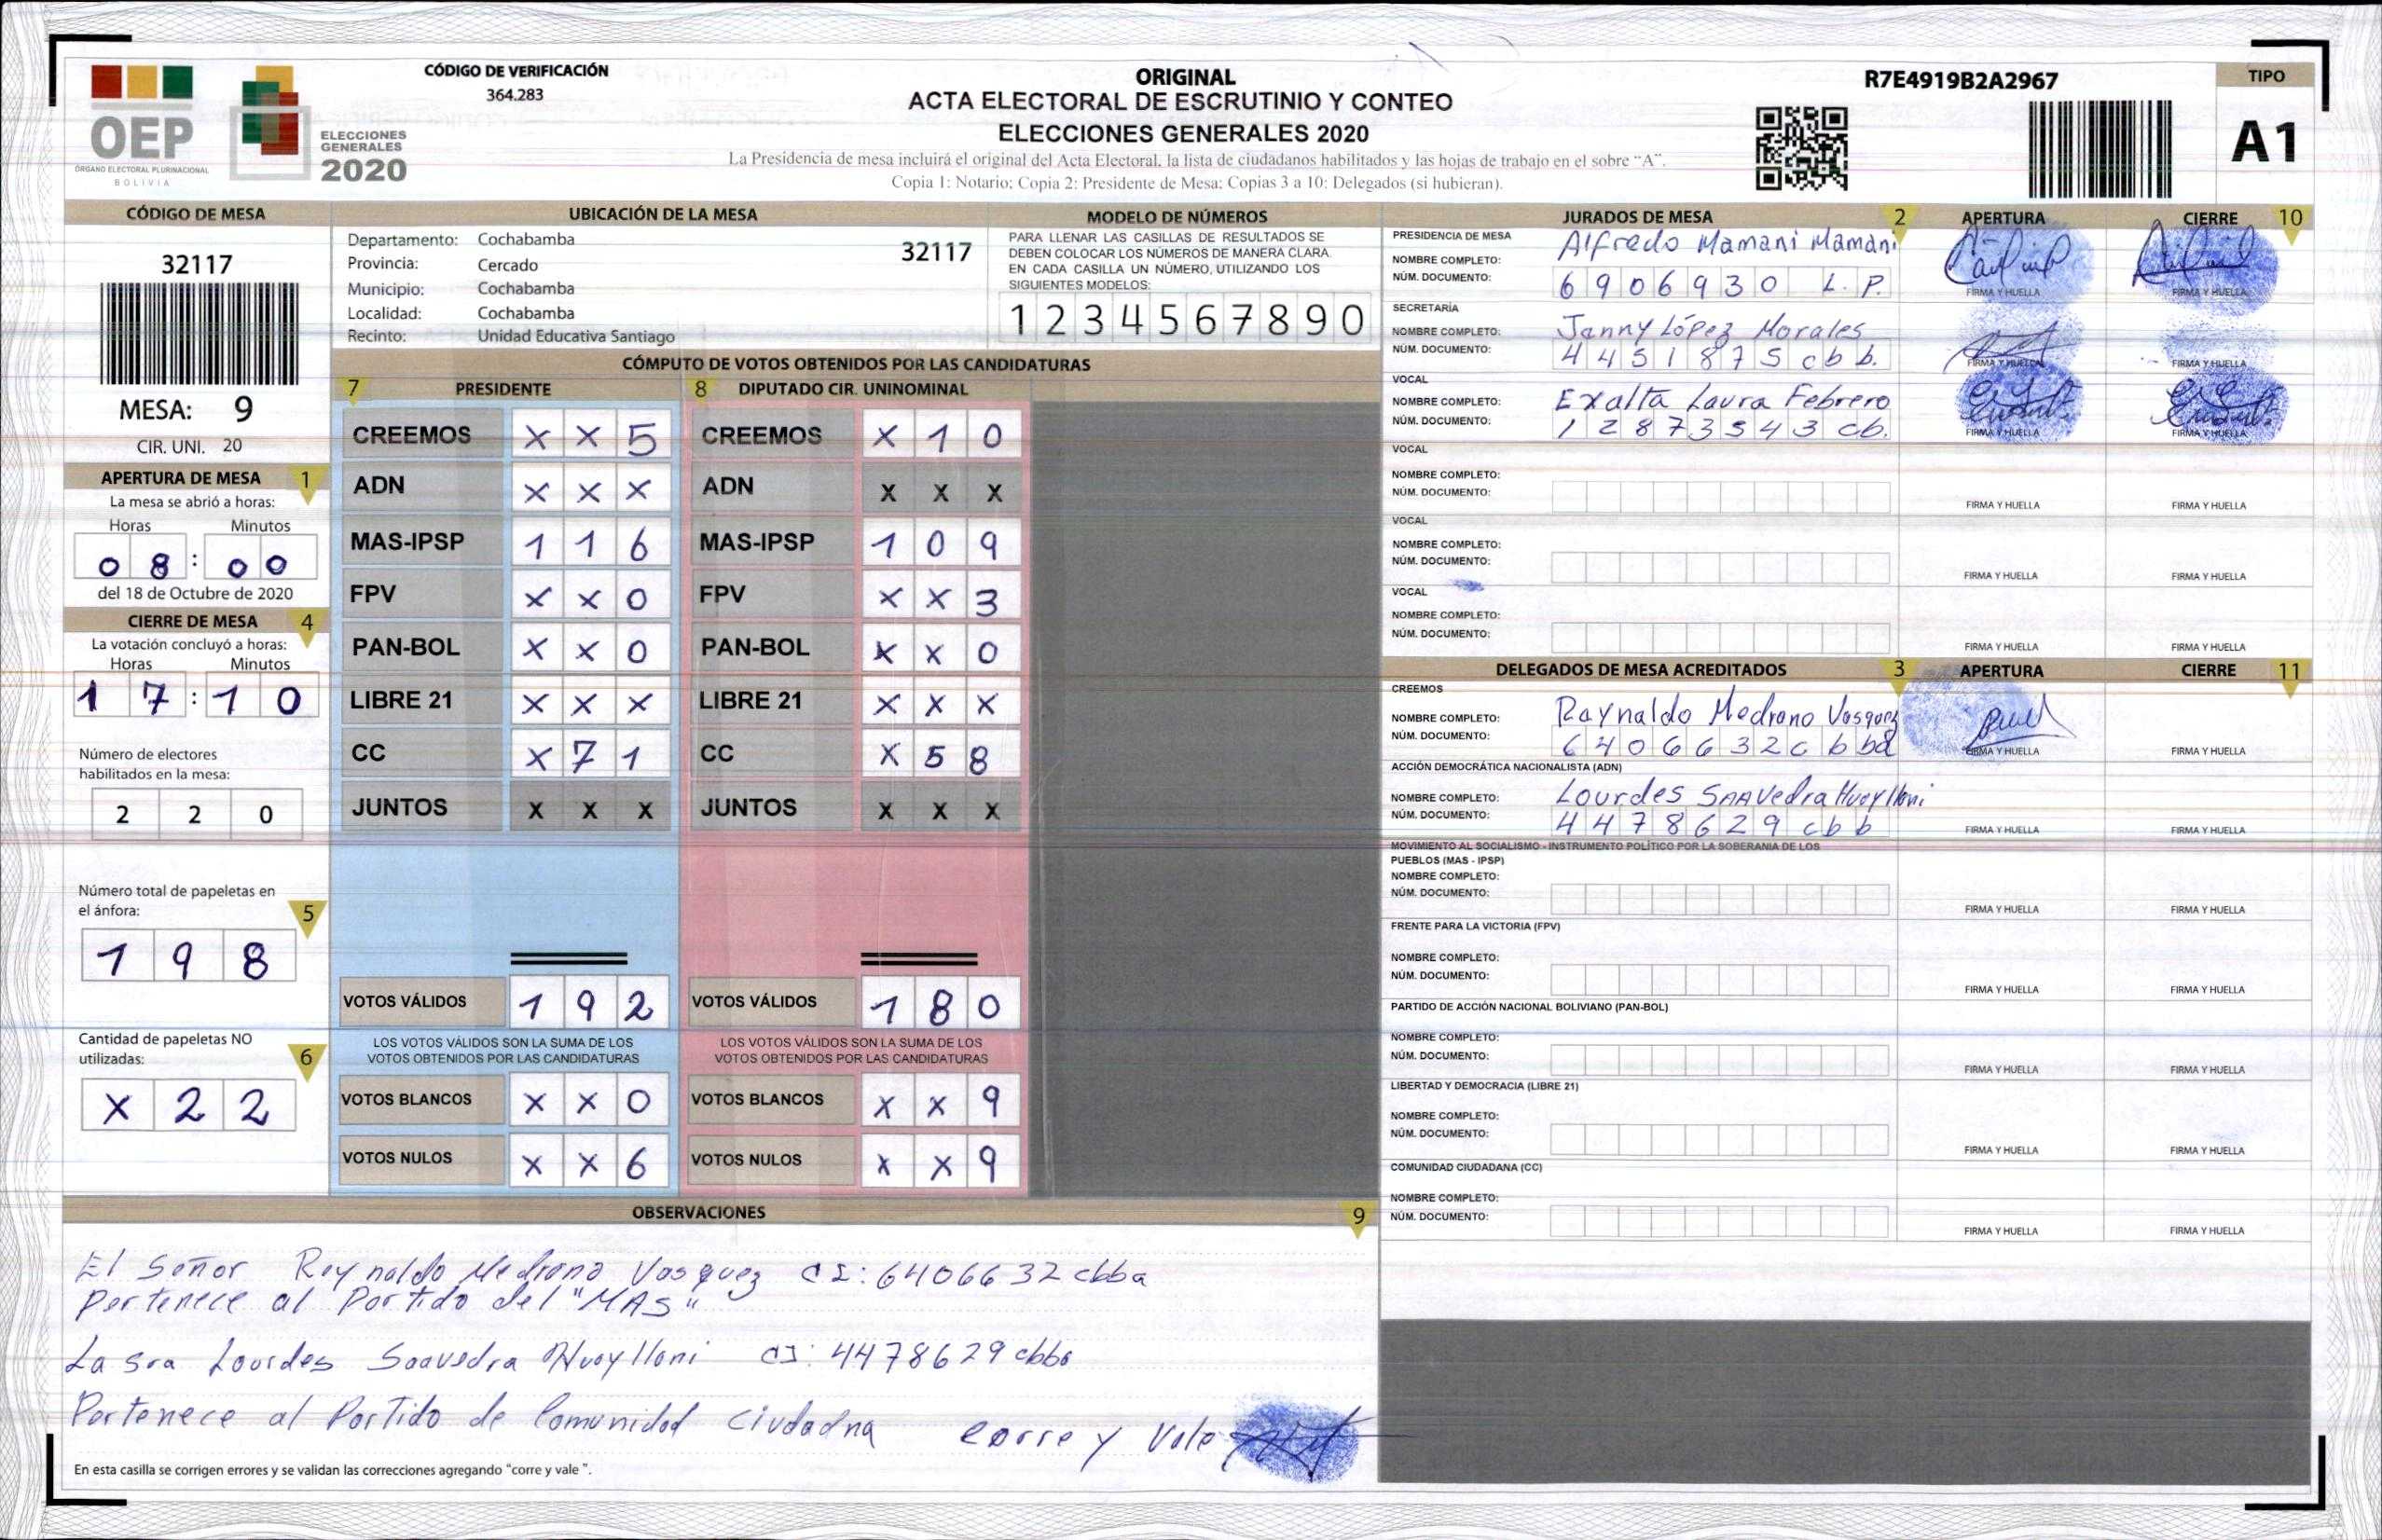 OEP
ÓRGANO ELECTORAL PLURINACIONAL
BOLIVIA
ELECCIONES
GENERALES
2020
CÓDIGO DE VERIFICACIÓN
364.283
ORIGINAL
ACTA ELECTORAL DE ESCRUTINIO Y CONTEO
ELECCIONES GENERALES 2020
La Presidencia de mesa incluirá el original del Acta Electoral, la lista de ciudadanos habilitados y las hojas de trabajo en el sobre “A”.
Copia 1: Notario; Copia 2: Presidente de Mesa; Copias 3 a 10: Delegados (si hubieran).
R7E4919B2A2967
TIPO
A1
CÓDIGO DE MESA
32117
MESA: 9
CIR. UNI. 20
APERTURA DE MESA 1
La mesa se abrió a horas:
Horas Minutos
0 8 : 0 0
del 18 de Octubre de 2020
CIERRE DE MESA 4
La votación concluyó a horas:
Horas Minutos
1 7 : 1 0
Número de electores
habilitados en la mesa:
2 2 0
Número total de papeletas en
el ánfora: 5
1 9 8
Cantidad de papeletas NO
utilizadas: 6
X 2 2
UBICACIÓN DE LA MESA
Departamento: Cochabamba 32117
Provincia: Cercado
Municipio: Cochabamba
Localidad: Cochabamba
Recinto: Unidad Educativa Santiago
MODELO DE NÚMEROS
PARA LLENAR LAS CASILLAS DE RESULTADOS SE
DEBEN COLOCAR LOS NÚMEROS DE MANERA CLARA.
EN CADA CASILLA UN NÚMERO, UTILIZANDO LOS
SIGUIENTES MODELOS:
1 2 3 4 5 6 7 8 9 0
CÓMPUTO DE VOTOS OBTENIDOS POR LAS CANDIDATURAS
7 PRESIDENTE 8 DIPUTADO CIR. UNINOMINAL
CREEMOS X X 5 CREEMOS X 1 0
ADN X X X ADN X X X
MAS-IPSP 1 1 6 MAS-IPSP 1 0 9
FPV X X 0 FPV X X 3
PAN-BOL X X 0 PAN-BOL X X 0
LIBRE 21 X X X LIBRE 21 X X X
CC X 7 1 CC X 5 8
JUNTOS X X X JUNTOS X X X
VOTOS VÁLIDOS 1 9 2 VOTOS VÁLIDOS 1 8 0
LOS VOTOS VÁLIDOS SON LA SUMA DE LOS LOS VOTOS VÁLIDOS SON LA SUMA DE LOS
VOTOS OBTENIDOS POR LAS CANDIDATURAS VOTOS OBTENIDOS POR LAS CANDIDATURAS
VOTOS BLANCOS X X 0 VOTOS BLANCOS X X 9
VOTOS NULOS X X 6 VOTOS NULOS X X 9
OBSERVACIONES 9
El Señor Reynaldo Medrano Vasquez CI: 6406632 cbba
Pertenece al Partido del "MAS"
La sra Lourdes Saavedra Huayllani CI: 4478629 cbba
Pertenece al Partido de Comunidad Ciudadna corre y Vale
En esta casilla se corrigen errores y se validan las correcciones agregando “corre y vale ”.
JURADOS DE MESA 2 APERTURA CIERRE 10
PRESIDENCIA DE MESA
NOMBRE COMPLETO: Alfredo Mamani Mamani
NÚM. DOCUMENTO: 6906930 L.P.
FIRMA Y HUELLA FIRMA Y HUELLA
SECRETARÍA
NOMBRE COMPLETO: Janny López Morales
NÚM. DOCUMENTO: 4451875 cbb.
FIRMA Y HUELLA FIRMA Y HUELLA
VOCAL
NOMBRE COMPLETO: Exalta Laura Febrero
NÚM. DOCUMENTO: 12873543 cb.
FIRMA Y HUELLA FIRMA Y HUELLA
VOCAL
NOMBRE COMPLETO:
NÚM. DOCUMENTO:
FIRMA Y HUELLA FIRMA Y HUELLA
VOCAL
NOMBRE COMPLETO:
NÚM. DOCUMENTO:
FIRMA Y HUELLA FIRMA Y HUELLA
VOCAL
NOMBRE COMPLETO:
NÚM. DOCUMENTO:
FIRMA Y HUELLA FIRMA Y HUELLA
DELEGADOS DE MESA ACREDITADOS 3 APERTURA CIERRE 11
CREEMOS
NOMBRE COMPLETO: Raynaldo Medrano Vasquez
NÚM. DOCUMENTO: 6406632cbba
FIRMA Y HUELLA FIRMA Y HUELLA
ACCIÓN DEMOCRÁTICA NACIONALISTA (ADN)
NOMBRE COMPLETO: Lourdes SAAVedra Huayllani
NÚM. DOCUMENTO: 4478629 cbb
FIRMA Y HUELLA FIRMA Y HUELLA
MOVIMIENTO AL SOCIALISMO - INSTRUMENTO POLÍTICO POR LA SOBERANIA DE LOS
PUEBLOS (MAS - IPSP)
NOMBRE COMPLETO:
NÚM. DOCUMENTO:
FIRMA Y HUELLA FIRMA Y HUELLA
FRENTE PARA LA VICTORIA (FPV)
NOMBRE COMPLETO:
NÚM. DOCUMENTO:
FIRMA Y HUELLA FIRMA Y HUELLA
PARTIDO DE ACCIÓN NACIONAL BOLIVIANO (PAN-BOL)
NOMBRE COMPLETO:
NÚM. DOCUMENTO:
FIRMA Y HUELLA FIRMA Y HUELLA
LIBERTAD Y DEMOCRACIA (LIBRE 21)
NOMBRE COMPLETO:
NÚM. DOCUMENTO:
FIRMA Y HUELLA FIRMA Y HUELLA
COMUNIDAD CIUDADANA (CC)
NOMBRE COMPLETO:
NÚM. DOCUMENTO:
FIRMA Y HUELLA FIRMA Y HUELLA